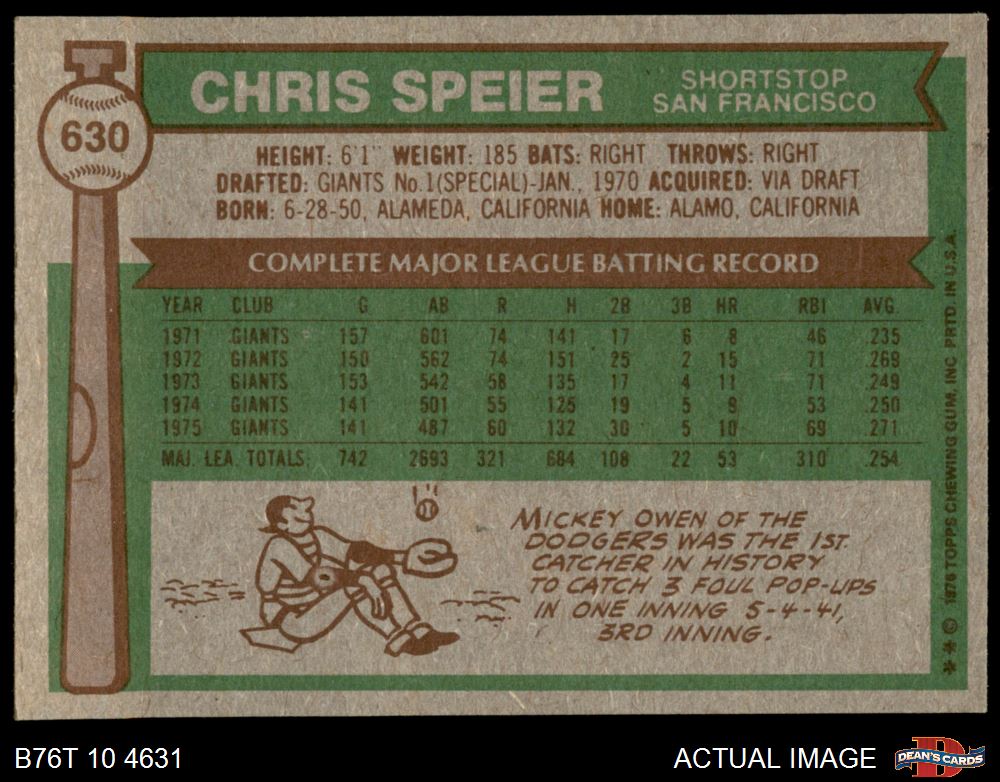 CHRIS SPEIER
SHORTSTOP
SAN FRANCISCO
630
HEIGHT: 6'1" WEIGHT: 185 BATS: RIGHT THROWS: RIGHT
DRAFTED: GIANTS No.1(SPECIAL)-JAN., 1970 ACQUIRED: VIA DRAFT
BORN: 6-28-50, ALAMEDA, CALIFORNIA HOME: ALAMO, CALIFORNIA
COMPLETE MAJOR LEAGUE BATTING RECORD
YEAR CLUB G AB R H 2B 3B HR RBI AVG.
1971 GIANTS 157 601 74 141 17 6 8 46 .235
1972 GIANTS 150 562 74 151 25 2 15 71 .269
1973 GIANTS 153 542 58 135 17 4 11 71 .249
1974 GIANTS 141 501 55 125 19 5 9 53 .250
1975 GIANTS 141 487 60 132 30 5 10 69 .271
MAJ. LEA. TOTALS 742 2693 321 684 108 22 53 310 .254
MICKEY OWEN OF THE
DODGERS WAS THE 1ST.
CATCHER IN HISTORY
TO CATCH 3 FOUL POP-UPS
IN ONE INNING 5-4-41,
3RD INNING.
** © 1976 TOPPS CHEWING GUM, INC. PRTD. IN U.S.A.
B76T 10 4631
ACTUAL IMAGE
D
DEAN'S CARDS